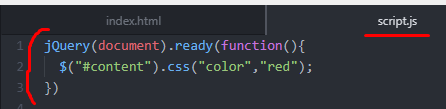 index.html script.js
1 jQuery(document).ready(function(){
2 $("#content").css("color","red");
3 })